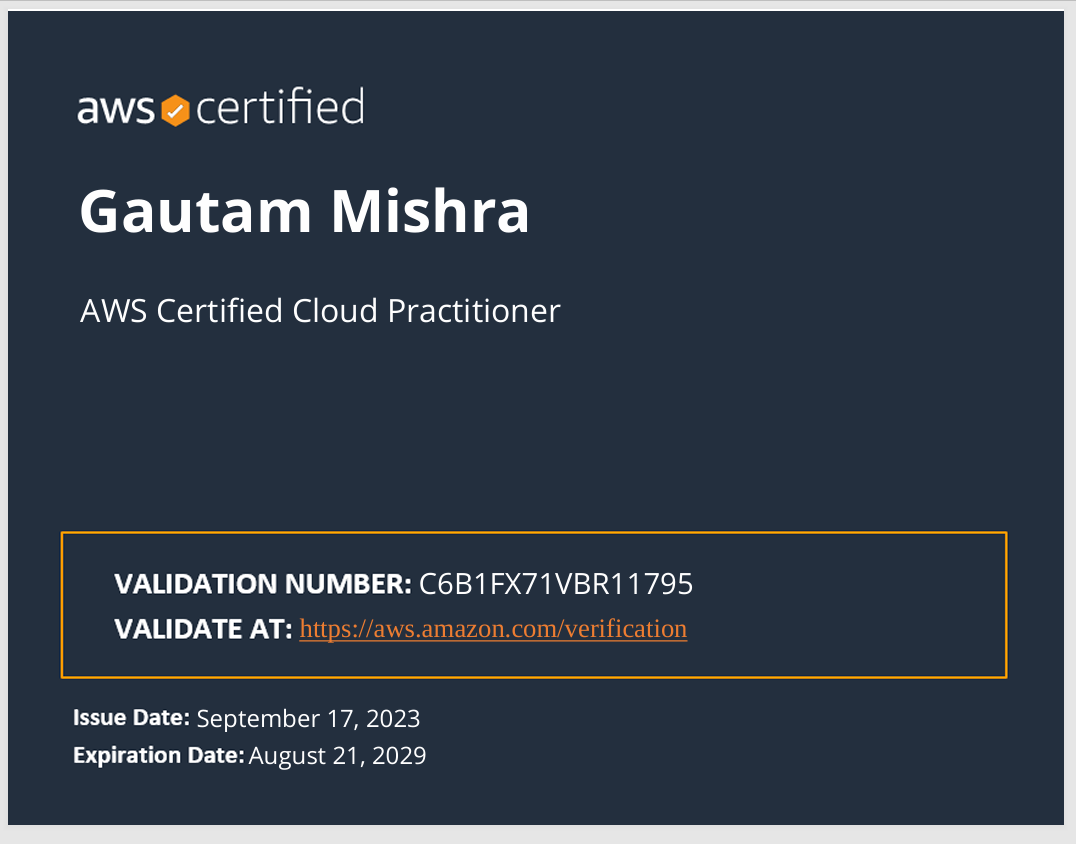 aws certified
Gautam Mishra
AWS Certified Cloud Practitioner
VALIDATION NUMBER: C6B1FX71VBR11795
VALIDATE AT: https://aws.amazon.com/verification
Issue Date: September 17, 2023
Expiration Date: August 21, 2029